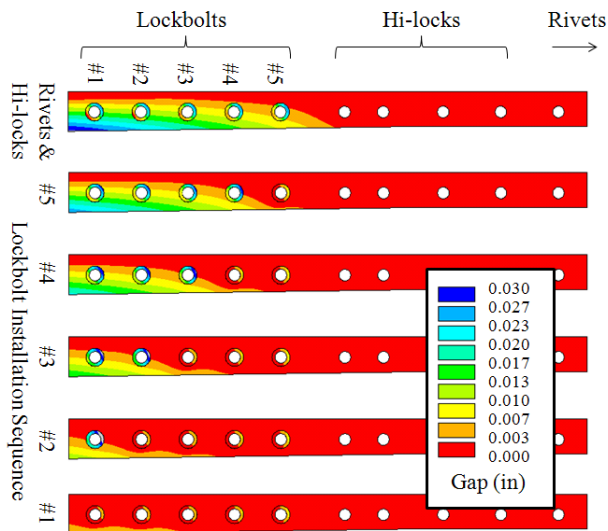 Lockbolts
Hi-locks
Rivets
#1
#2
#3
#4
#5
Rivets &
Hi-locks
#5
#4
#3
#2
#1
Lockbolt Installation Sequence
0.030
0.027
0.023
0.020
0.017
0.013
0.010
0.007
0.003
0.000
Gap (in)